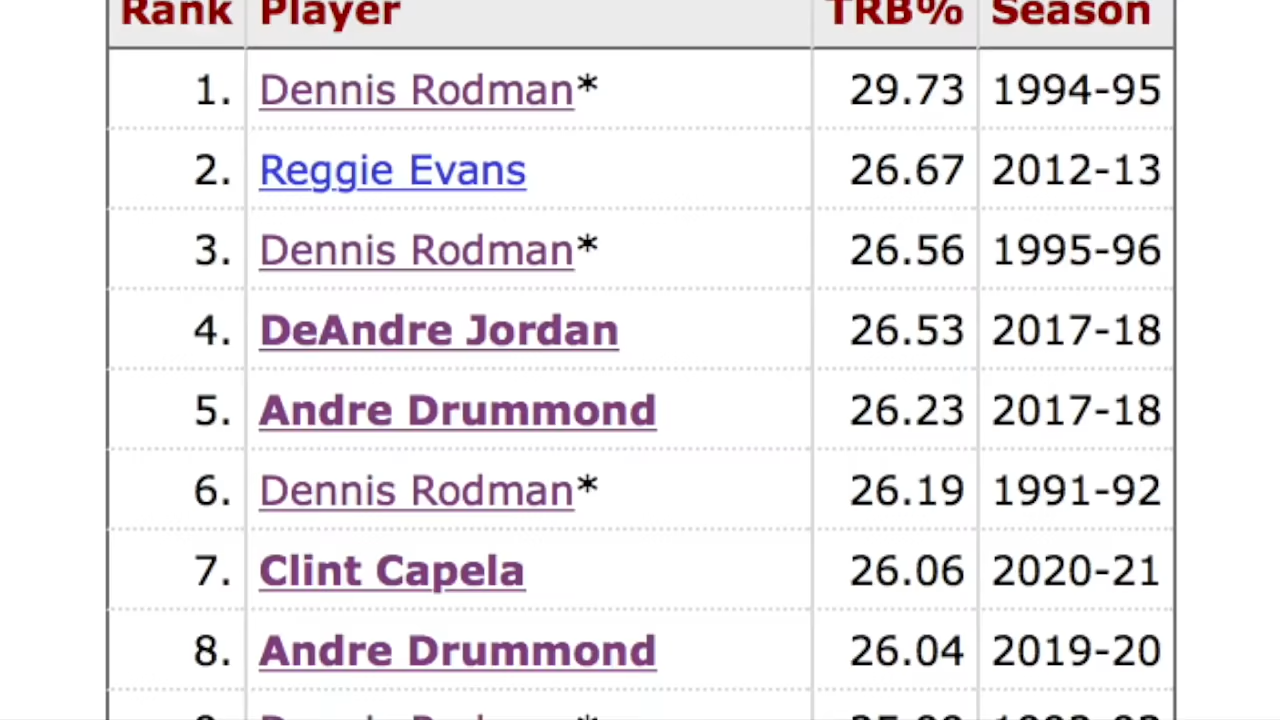 Rank Player TRB% Season
1. Dennis Rodman* 29.73 1994-95
2. Reggie Evans 26.67 2012-13
3. Dennis Rodman* 26.56 1995-96
4. DeAndre Jordan 26.53 2017-18
5. Andre Drummond 26.23 2017-18
6. Dennis Rodman* 26.19 1991-92
7. Clint Capela 26.06 2020-21
8. Andre Drummond 26.04 2019-20